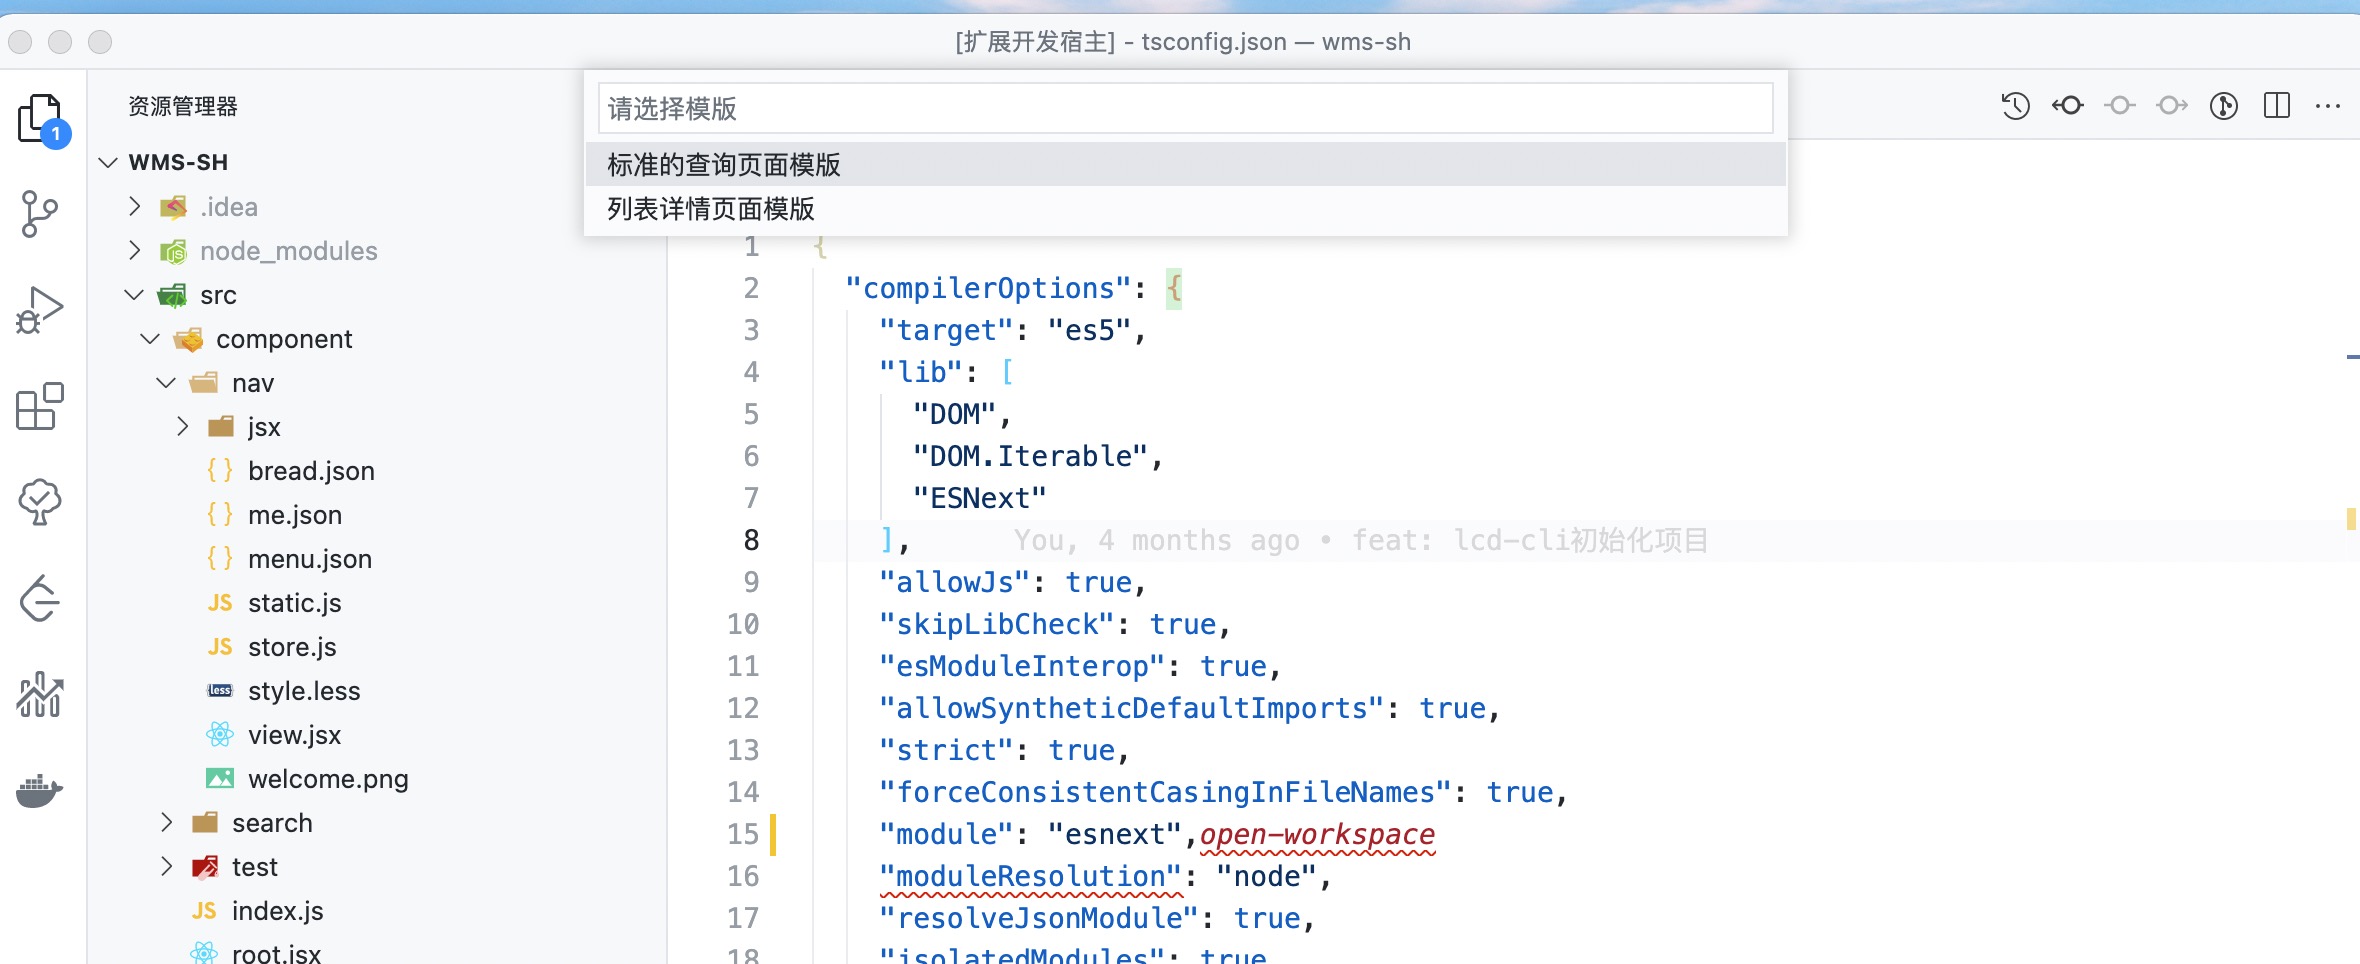 [扩展开发宿主] - tsconfig.json — wms-sh
资源管理器
1
WMS-SH
.idea
node_modules
src
component
nav
jsx
{ } bread.json
{ } me.json
{ } menu.json
JS static.js
JS store.js
less style.less
view.jsx
welcome.png
search
test
JS index.js
root.jsx
请选择模版
标准的查询页面模版
列表详情页面模版
1 {
2 "compilerOptions": {
3 "target": "es5",
4 "lib": [
5 "DOM",
6 "DOM.Iterable",
7 "ESNext"
8 ], You, 4 months ago • feat: lcd-cli初始化项目
9 "allowJs": true,
10 "skipLibCheck": true,
11 "esModuleInterop": true,
12 "allowSyntheticDefaultImports": true,
13 "strict": true,
14 "forceConsistentCasingInFileNames": true,
15 "module": "esnext",open-workspace
16 "moduleResolution": "node",
17 "resolveJsonModule": true,
18 "isolatedModules": true